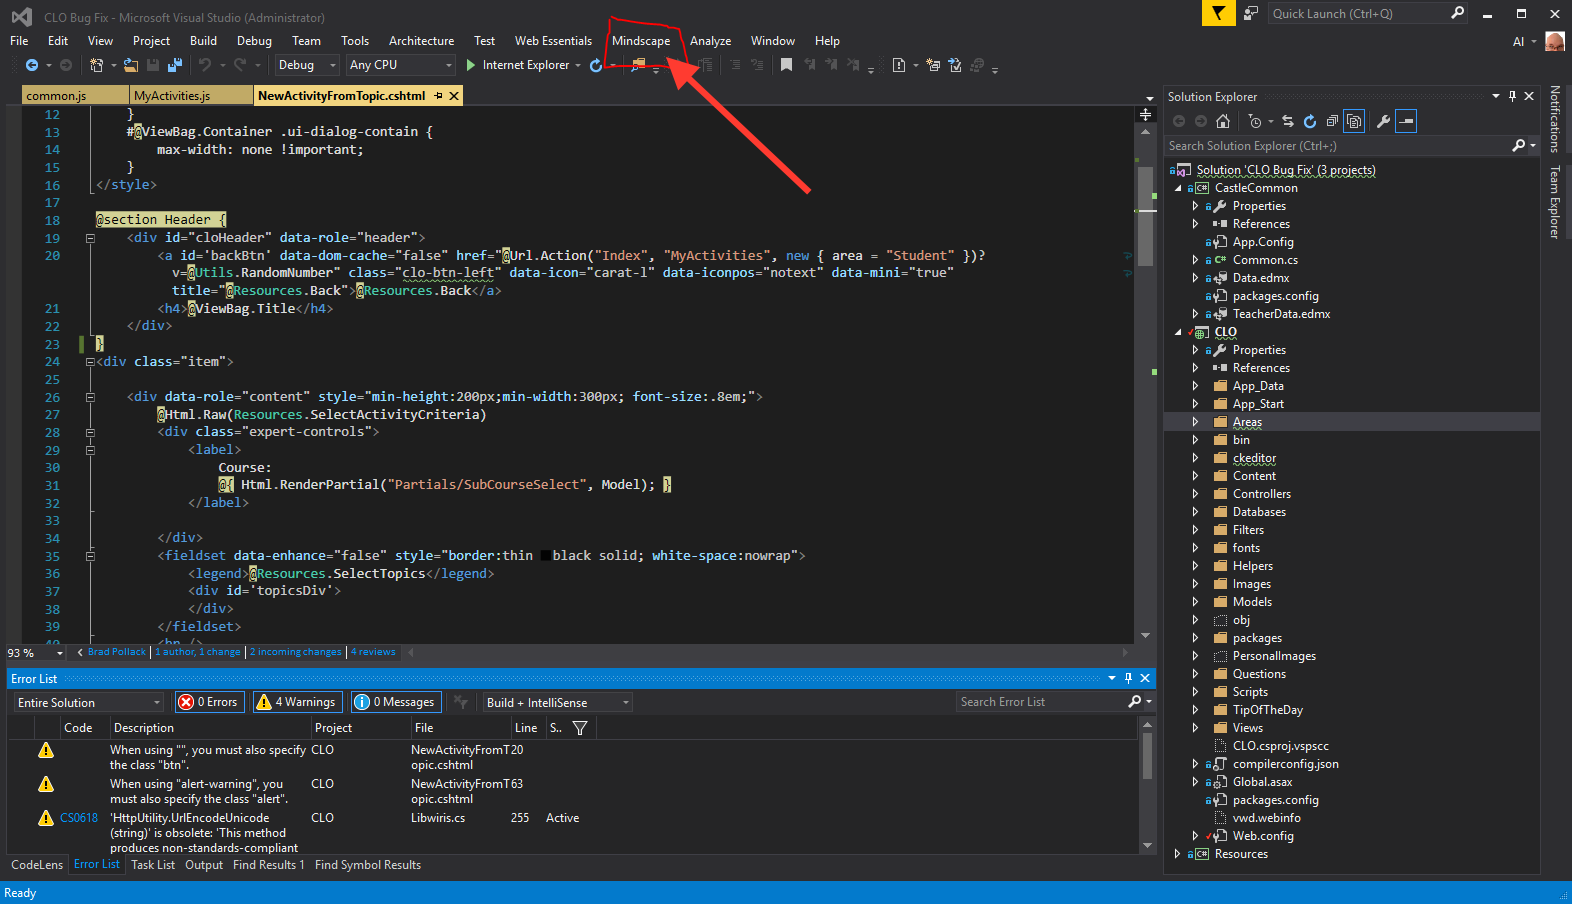 CLO Bug Fix - Microsoft Visual Studio (Administrator)
Quick Launch (Ctrl+Q)
File Edit View Project Build Debug Team Tools Architecture Test Web Essentials Mindscape Analyze Window Help
AI
Debug Any CPU Internet Explorer
common.js MyActivities.js NewActivityFromTopic.cshtml
12 }
13 #@ViewBag.Container .ui-dialog-contain {
14 max-width: none !important;
15 }
16 </style>
17
18 @section Header {
19 <div id="cloHeader" data-role="header">
20 <a id='backBtn' data-dom-cache="false" href="@Url.Action("Index", "MyActivities", new { area = "Student" })?
v=@Utils.RandomNumber" class="clo-btn-left" data-icon="carat-l" data-iconpos="notext" data-mini="true"
title="@Resources.Back">@Resources.Back</a>
21 <h4>@ViewBag.Title</h4>
22 </div>
23 }
24 <div class="item">
25
26 <div data-role="content" style="min-height:200px;min-width:300px; font-size:.8em;">
27 @Html.Raw(Resources.SelectActivityCriteria)
28 <div class="expert-controls">
29 <label>
30 Course:
31 @{ Html.RenderPartial("Partials/SubCourseSelect", Model); }
32 </label>
33
34 </div>
35 <fieldset data-enhance="false" style="border:thin black solid; white-space:nowrap">
36 <legend>@Resources.SelectTopics</legend>
37 <div id='topicsDiv'>
38 </div>
39 </fieldset>
40 <br />
93 % Brad Pollack | 1 author, 1 change | 2 incoming changes | 4 reviews
Error List
Entire Solution 0 Errors 4 Warnings 0 Messages Build + IntelliSense Search Error List
Code Description Project File Line S..
When using "", you must also specify CLO NewActivityFromT 20
the class "btn". opic.cshtml
When using "alert-warning", you CLO NewActivityFromT 63
must also specify the class "alert". opic.cshtml
CS0618 'HttpUtility.UrlEncodeUnicode CLO Libwiris.cs 255 Active
(string)' is obsolete: 'This method
produces non-standards-compliant
CodeLens Error List Task List Output Find Results 1 Find Symbol Results
Ready
Solution Explorer
Search Solution Explorer (Ctrl+;)
Solution 'CLO Bug Fix' (3 projects)
CastleCommon
Properties
References
App.Config
Common.cs
Data.edmx
packages.config
TeacherData.edmx
CLO
Properties
References
App_Data
App_Start
Areas
bin
ckeditor
Content
Controllers
Databases
Filters
fonts
Helpers
Images
Models
obj
packages
PersonalImages
Questions
Scripts
TipOfTheDay
Views
CLO.csproj.vspscc
compilerconfig.json
Global.asax
packages.config
vwd.webinfo
Web.config
Resources
Notifications
Team Explorer